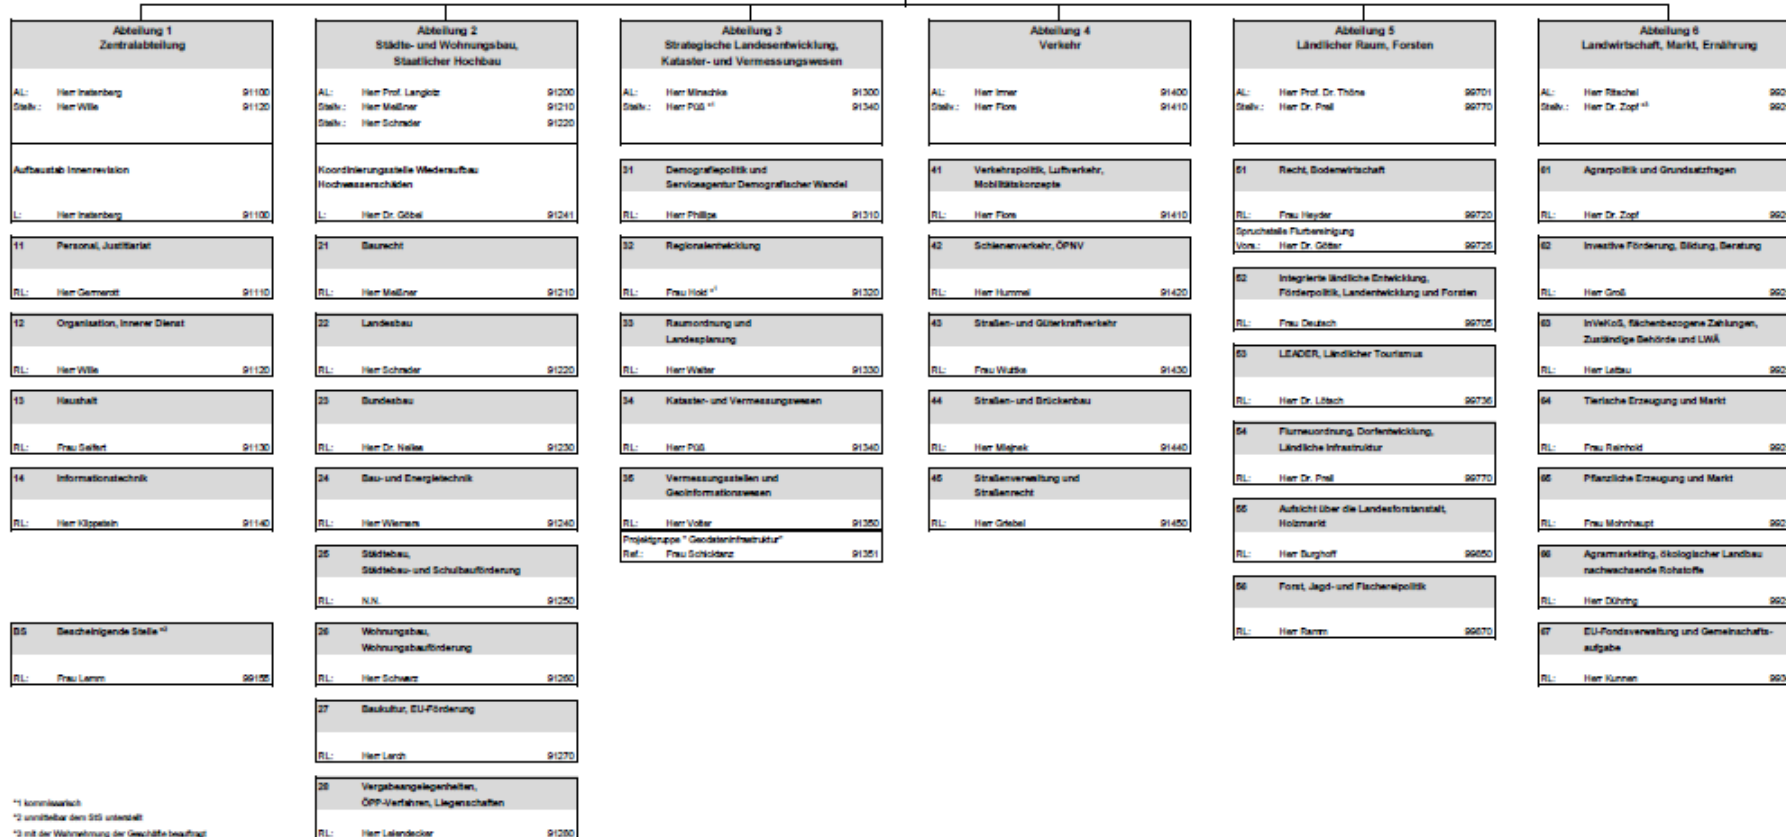 Abteilung 1
Zentralabteilung
AL: Herr Instenberg 91100
Stellv.: Herr Wille 91120
Aufbaustab Innenrevision
L: Herr Instenberg 91100
11 Personal, Justitiariat
RL: Herr Germerott 91110
12 Organisation, Innerer Dienst
RL: Herr Wille 91120
13 Haushalt
RL: Frau Seifert 91130
14 Informationstechnik
RL: Herr Klippstein 91140
BS Bescheinigende Stelle *2
RL: Frau Lamm 99155
*1 kommissarisch
*2 unmittelbar dem StS unterstellt
*3 mit der Wahrnehmung der Geschäfte beauftragt
Abteilung 2
Städte- und Wohnungsbau,
Staatlicher Hochbau
AL: Herr Prof. Langlotz 91200
Stellv.: Herr Meißner 91210
Stellv.: Herr Schrader 91220
Koordinierungsstelle Wiederaufbau
Hochwasserschäden
L: Herr Dr. Göbel 91241
21 Baurecht
RL: Herr Meißner 91210
22 Landesbau
RL: Herr Schrader 91220
23 Bundesbau
RL: Herr Dr. Nelles 91230
24 Bau- und Energietechnik
RL: Herr Wiemers 91240
25 Städtebau,
Städtebau- und Schulbauförderung
RL: N.N. 91250
26 Wohnungsbau,
Wohnungsbauförderung
RL: Herr Schwarz 91260
27 Baukultur, EU-Förderung
RL: Herr Lerch 91270
28 Vergabeangelegenheiten,
ÖPP-Verfahren, Liegenschaften
RL: Herr Leiendecker 91280
Abteilung 3
Strategische Landesentwicklung,
Kataster- und Vermessungswesen
AL: Herr Minschke 91300
Stellv.: Herr Püß *1 91340
31 Demografiepolitik und
Serviceagentur Demografischer Wandel
RL: Herr Philips 91310
32 Regionalentwicklung
RL: Frau Hold *1 91320
33 Raumordnung und
Landesplanung
RL: Herr Walter 91330
34 Kataster- und Vermessungswesen
RL: Herr Püß 91340
35 Vermessungsstellen und
Geoinformationswesen
RL: Herr Volter 91350
Projektgruppe " Geodateninfrastruktur"
Ref.: Frau Schicktanz 91351
Abteilung 4
Verkehr
AL: Herr Irmer 91400
Stellv.: Herr Flore 91410
41 Verkehrspolitik, Luftverkehr,
Mobilitätskonzepte
RL: Herr Flore 91410
42 Schienenverkehr, ÖPNV
RL: Herr Hummel 91420
43 Straßen- und Güterkraftverkehr
RL: Frau Wuttke 91430
44 Straßen- und Brückenbau
RL: Herr Mlejnek 91440
45 Straßenverwaltung und
Straßenrecht
RL: Herr Griebel 91450
Abteilung 5
Ländlicher Raum, Forsten
AL: Herr Prof. Dr. Thöne 99701
Stellv.: Herr Dr. Prell 99770
51 Recht, Bodenwirtschaft
RL: Frau Heyder 99720
Spruchstelle Flurbereinigung
Vors.: Herr Dr. Götter 99726
52 Integrierte ländliche Entwicklung,
Förderpolitik, Landentwicklung und Forsten
RL: Frau Deutsch 99705
53 LEADER, Ländlicher Tourismus
RL: Herr Dr. Lötsch 99736
54 Flurneuordnung, Dorfentwicklung,
Ländliche Infrastruktur
RL: Herr Dr. Prell 99770
55 Aufsicht über die Landesforstanstalt,
Holzmarkt
RL: Herr Burghoff 99650
56 Forst, Jagd- und Fischereipolitik
RL: Herr Ramm 99670
Abteilung 6
Landwirtschaft, Markt, Ernährung
AL: Herr Ritschel 992
Stellv.: Herr Dr. Zopf *3 992
61 Agrarpolitik und Grundsatzfragen
RL: Herr Dr. Zopf 992
62 Investive Förderung, Bildung, Beratung
RL: Herr Groß 992
63 InVeKoS, flächenbezogene Zahlungen,
Zuständige Behörde und LWÄ
RL: Herr Lattau 992
64 Tierische Erzeugung und Markt
RL: Frau Reinhold 992
65 Pflanzliche Erzeugung und Markt
RL: Frau Mohnhaupt 992
66 Agrarmarketing, ökologischer Landbau
nachwachsende Rohstoffe
RL: Herr Dühring 992
67 EU-Fondsverwaltung und Gemeinschafts-
aufgabe
RL: Herr Kunnen 993